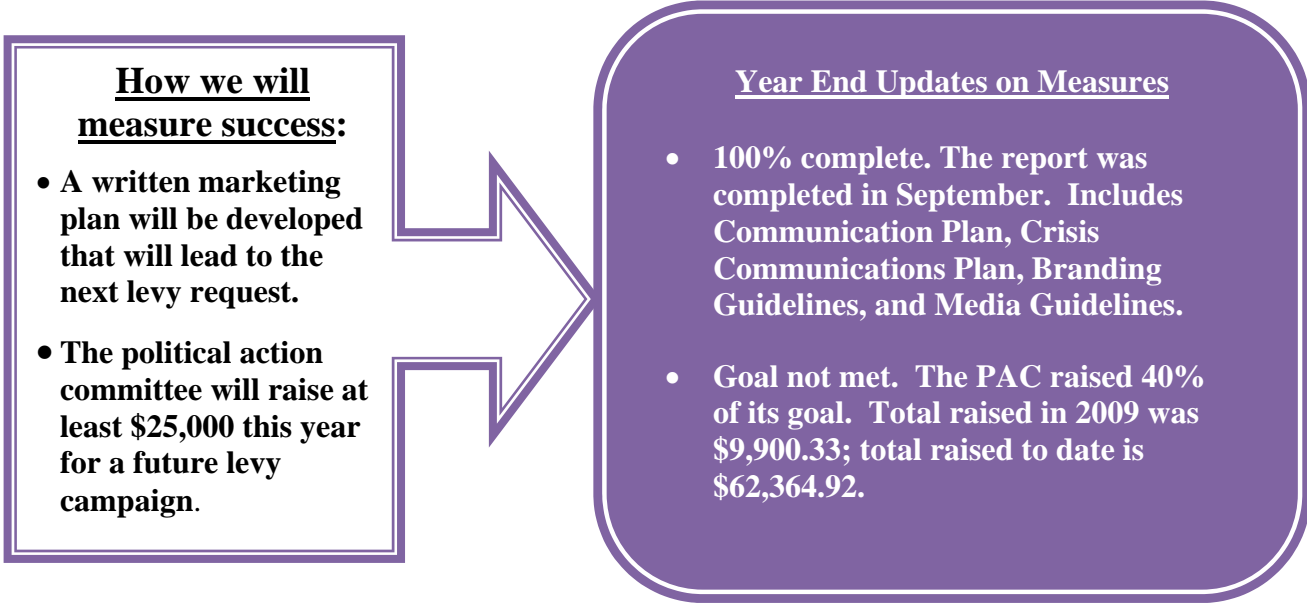 How we will
measure success:
• A written marketing
plan will be developed
that will lead to the
next levy request.
• The political action
committee will raise at
least $25,000 this year
for a future levy
campaign.
Year End Updates on Measures
• 100% complete. The report was
completed in September.  Includes
Communication Plan, Crisis
Communications Plan, Branding
Guidelines, and Media Guidelines.
• Goal not met.  The PAC raised 40%
of its goal.  Total raised in 2009 was
$9,900.33; total raised to date is
$62,364.92.